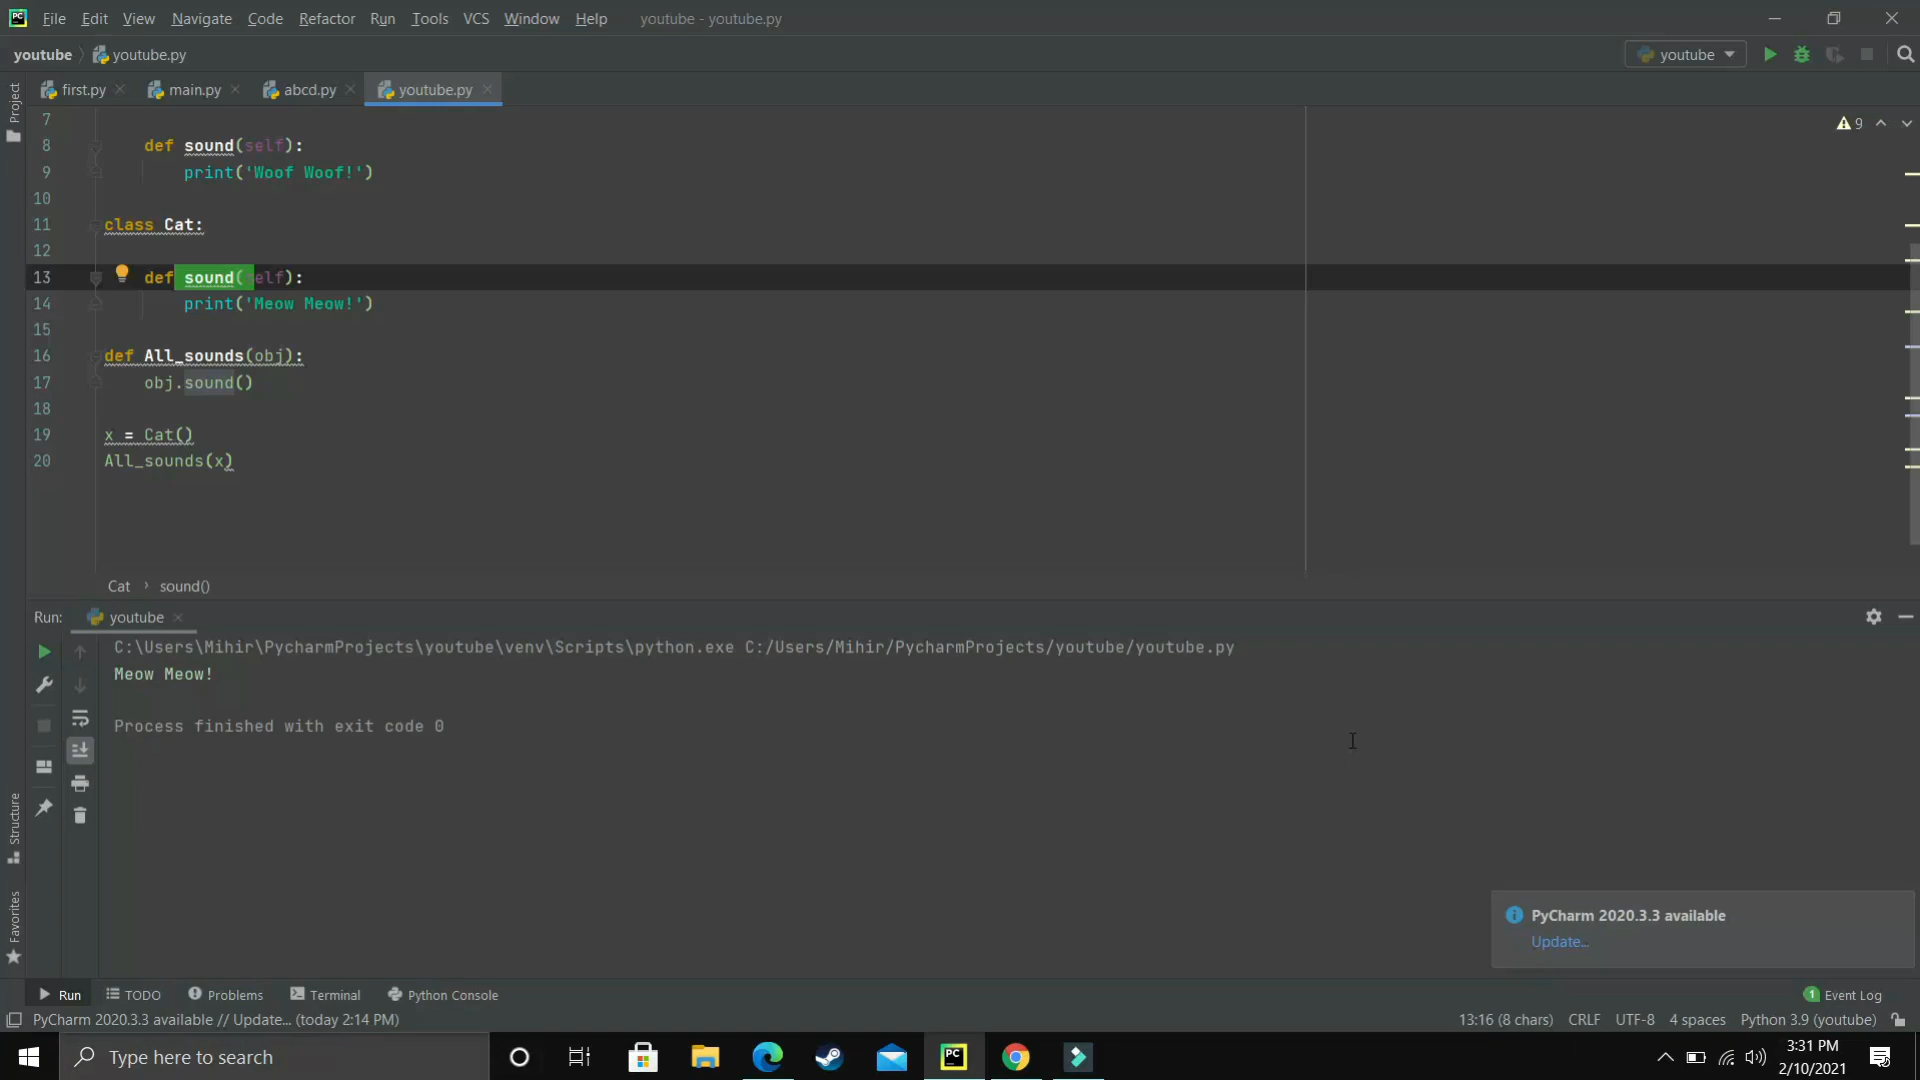 File Edit View Navigate Code Refactor Run Tools VCS Window Help youtube - youtube.py
youtube youtube.py
youtube
first.py main.py abcd.py youtube.py
Project
9
7
8 def sound(self):
9 print('Woof Woof!')
10
11 class Cat:
12
13 def sound(self):
14 print('Meow Meow!')
15
16 def All_sounds(obj):
17 obj.sound()
18
19 x = Cat()
20 All_sounds(x)
Cat › sound()
Run: youtube
C:\Users\Mihir\PycharmProjects\youtube\venv\Scripts\python.exe C:/Users/Mihir/PycharmProjects/youtube/youtube.py
Meow Meow!
Process finished with exit code 0
Structure
Favorites
PyCharm 2020.3.3 available
Update...
Run TODO Problems Terminal Python Console 1 Event Log
PyCharm 2020.3.3 available // Update... (today 2:14 PM) 13:16 (8 chars) CRLF UTF-8 4 spaces Python 3.9 (youtube)
Type here to search
PC
3:31 PM
2/10/2021